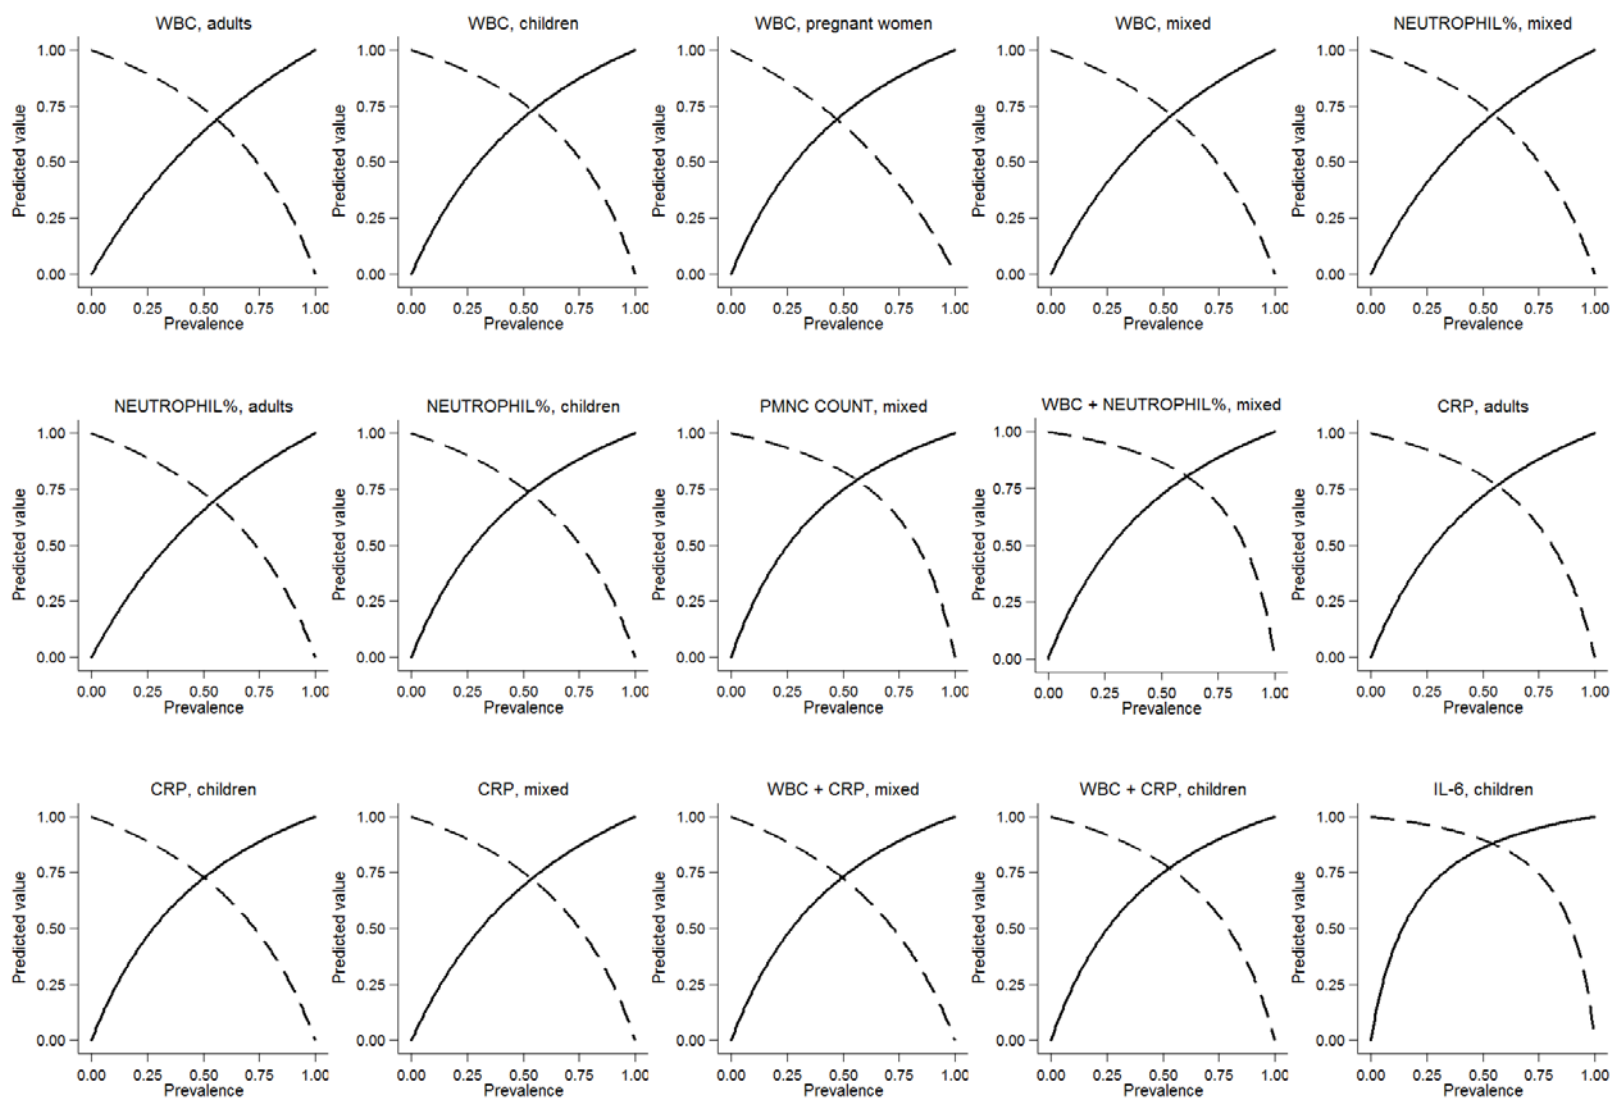 WBC, adults
1.00
0.75
0.50
0.25
0.00
Predicted value
0.00 0.25 0.50 0.75 1.00
Prevalence
WBC, children
1.00
0.75
0.50
0.25
0.00
Predicted value
0.00 0.25 0.50 0.75 1.00
Prevalence
WBC, pregnant women
1.00
0.75
0.50
0.25
0.00
Predicted value
0.00 0.25 0.50 0.75 1.00
Prevalence
WBC, mixed
1.00
0.75
0.50
0.25
0.00
Predicted value
0.00 0.25 0.50 0.75 1.00
Prevalence
NEUTROPHIL%, mixed
1.00
0.75
0.50
0.25
0.00
Predicted value
0.00 0.25 0.50 0.75 1.00
Prevalence
NEUTROPHIL%, adults
1.00
0.75
0.50
0.25
0.00
Predicted value
0.00 0.25 0.50 0.75 1.00
Prevalence
NEUTROPHIL%, children
1.00
0.75
0.50
0.25
0.00
Predicted value
0.00 0.25 0.50 0.75 1.00
Prevalence
PMNC COUNT, mixed
1.00
0.75
0.50
0.25
0.00
Predicted value
0.00 0.25 0.50 0.75 1.00
Prevalence
WBC + NEUTROPHIL%, mixed
1.00
0.75
0.50
0.25
0.00
Predicted value
0.00 0.25 0.50 0.75 1.00
Prevalence
CRP, adults
1.00
0.75
0.50
0.25
0.00
Predicted value
0.00 0.25 0.50 0.75 1.00
Prevalence
CRP, children
1.00
0.75
0.50
0.25
0.00
Predicted value
0.00 0.25 0.50 0.75 1.00
Prevalence
CRP, mixed
1.00
0.75
0.50
0.25
0.00
Predicted value
0.00 0.25 0.50 0.75 1.00
Prevalence
WBC + CRP, mixed
1.00
0.75
0.50
0.25
0.00
Predicted value
0.00 0.25 0.50 0.75 1.00
Prevalence
WBC + CRP, children
1.00
0.75
0.50
0.25
0.00
Predicted value
0.00 0.25 0.50 0.75 1.00
Prevalence
IL-6, children
1.00
0.75
0.50
0.25
0.00
Predicted value
0.00 0.25 0.50 0.75 1.00
Prevalence